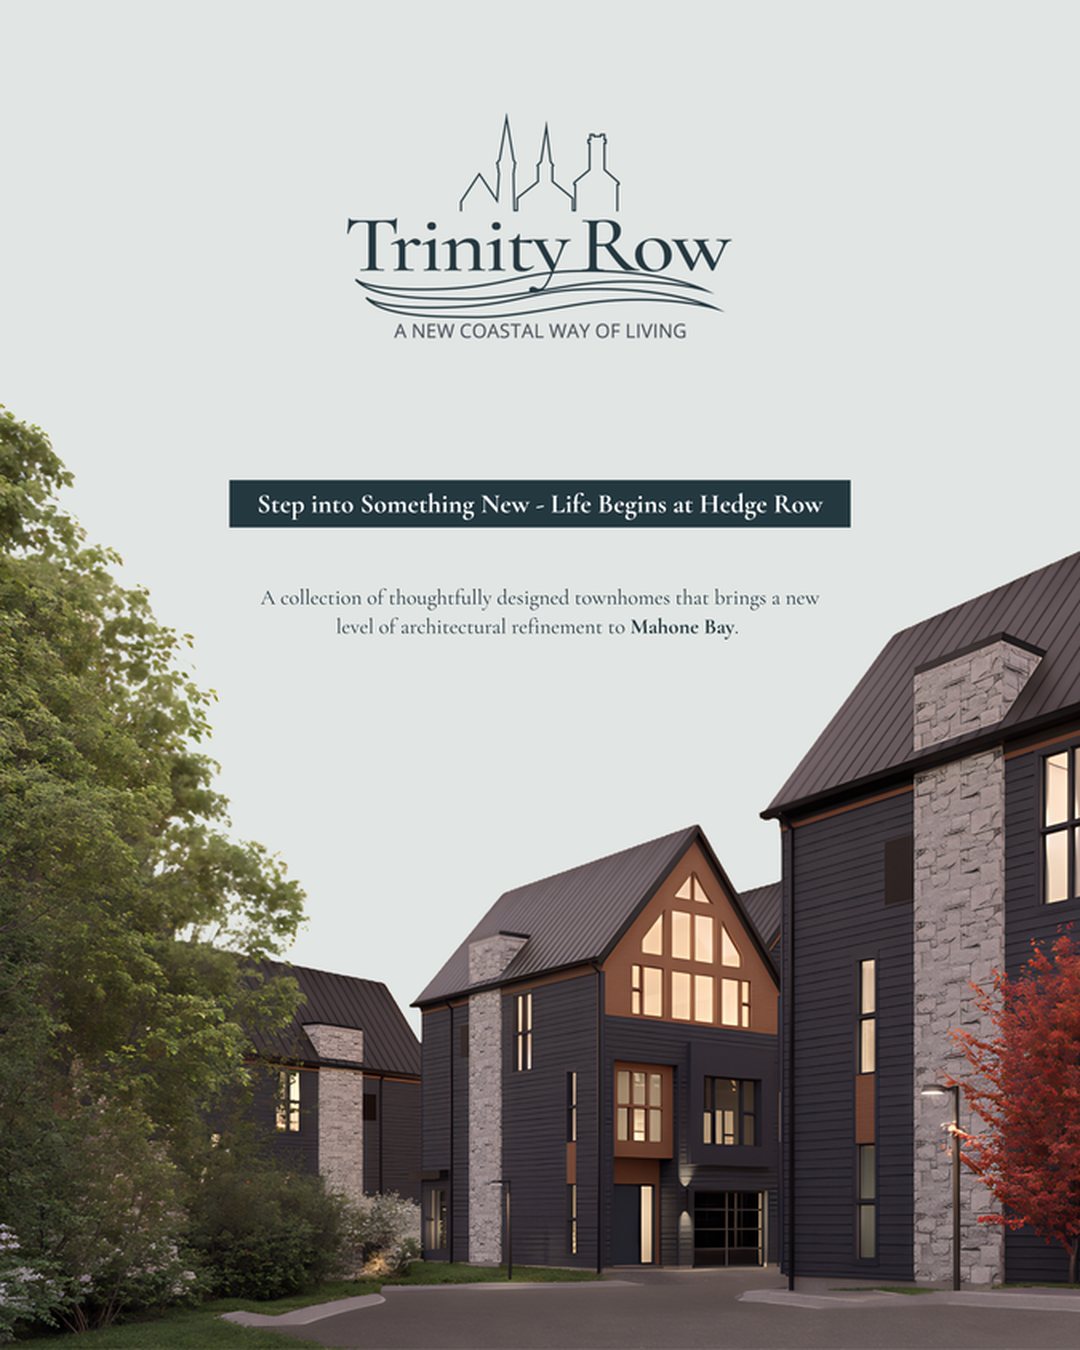 Trinity Row
A NEW COASTAL WAY OF LIVING
Step into Something New - Life Begins at Hedge Row
A collection of thoughtfully designed townhomes that brings a new
level of architectural refinement to Mahone Bay.